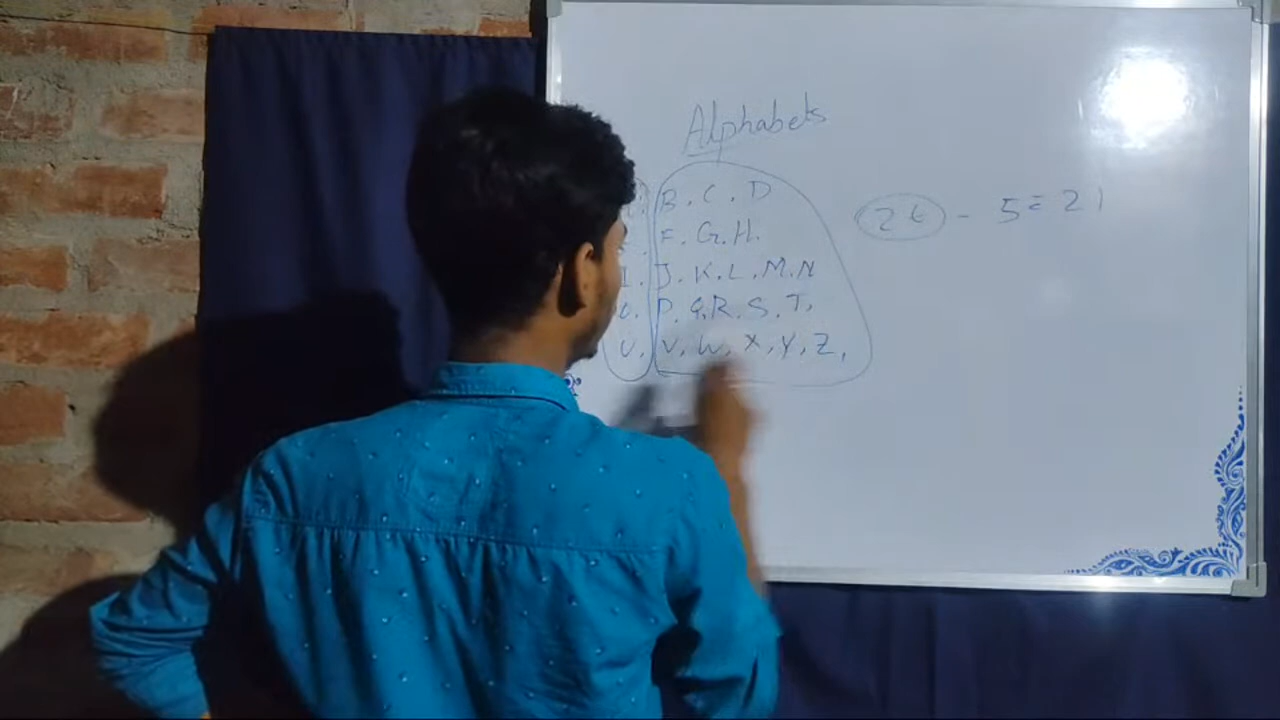 Alphabets
B, C, D
F, G, H.
I, J, K, L, M, N
O, P, Q, R, S, T,
U, V, W, X, Y, Z,
26 - 5 = 21